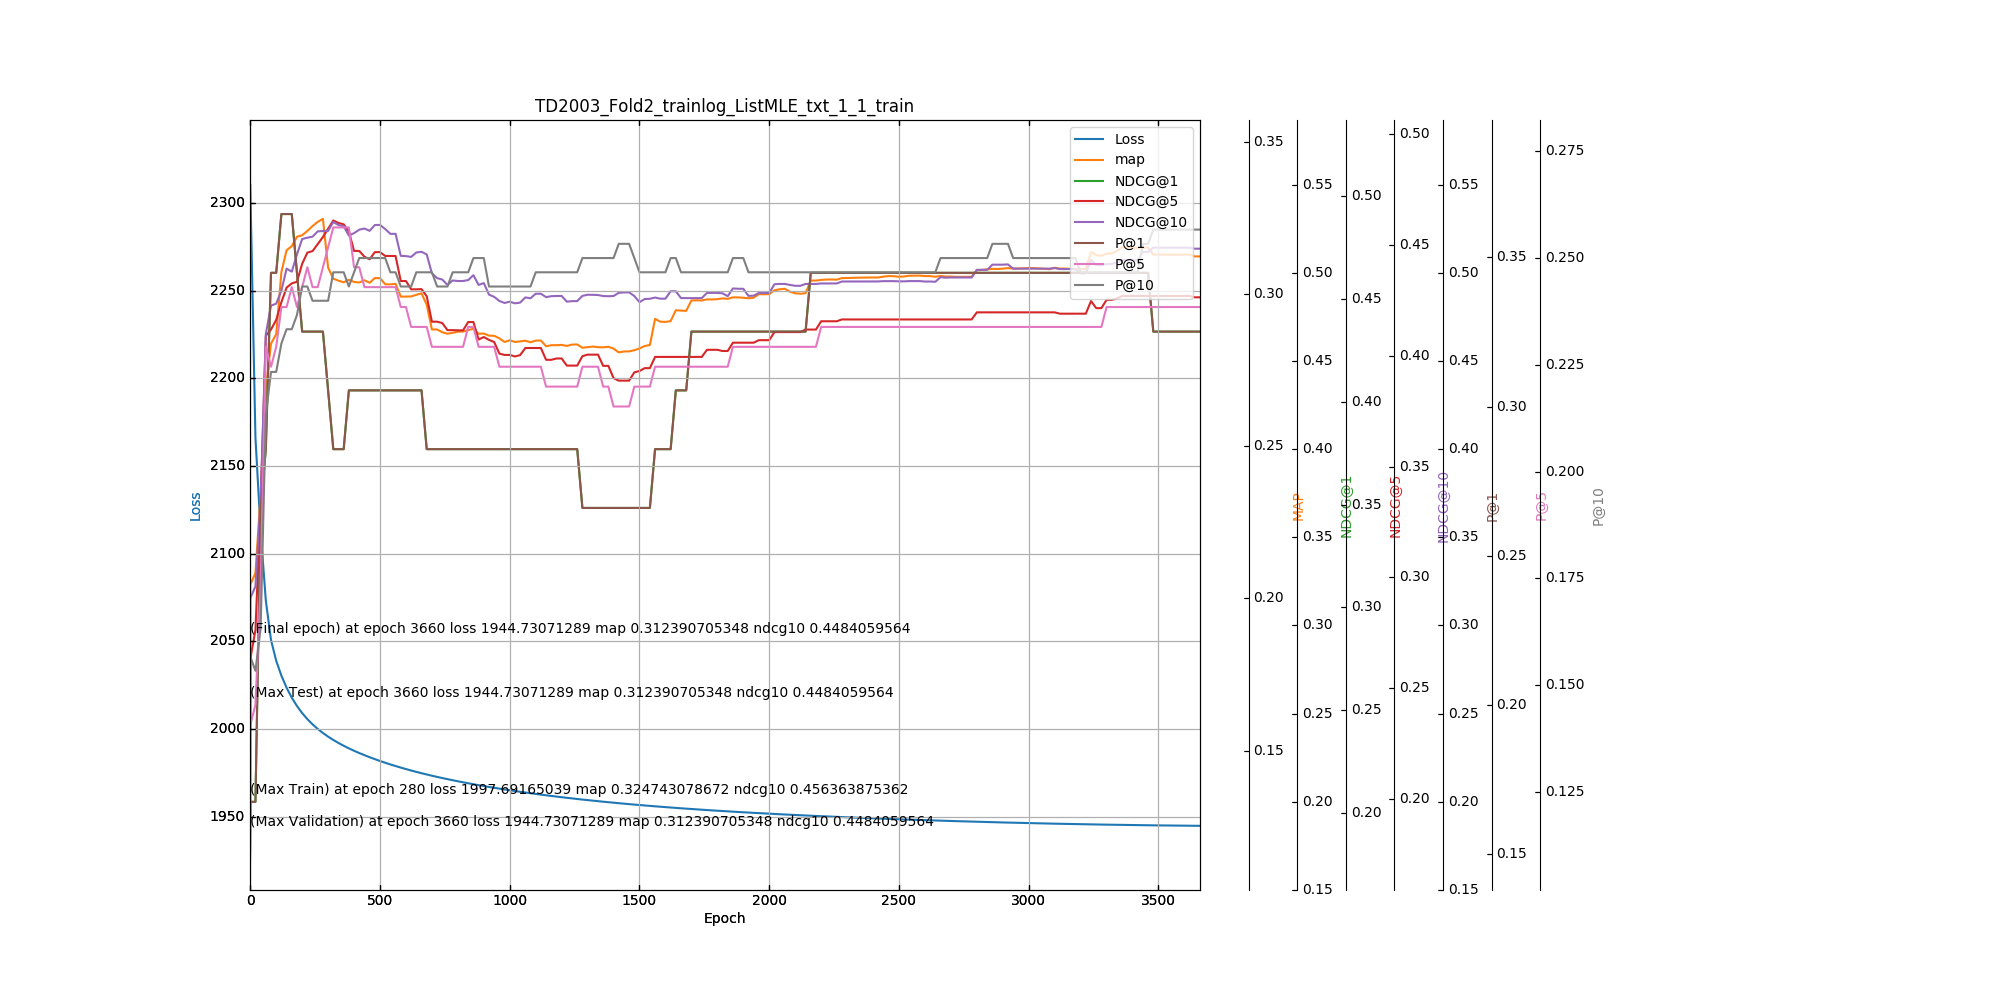 TD2003_Fold2_trainlog_ListMLE_txt_1_1_train
Loss
map
NDCG@1
NDCG@5
NDCG@10
P@1
P@5
P@10
2300
2250
2200
2150
2100
2050
2000
1950
Loss
(Final epoch) at epoch 3660 loss 1944.73071289 map 0.312390705348 ndcg10 0.4484059564
(Max Test) at epoch 3660 loss 1944.73071289 map 0.312390705348 ndcg10 0.4484059564
(Max Train) at epoch 280 loss 1997.69165039 map 0.324743078672 ndcg10 0.456363875362
(Max Validation) at epoch 3660 loss 1944.73071289 map 0.312390705348 ndcg10 0.4484059564
0 500 1000 1500 2000 2500 3000 3500
Epoch
0.35
0.30
0.25
0.20
0.15
MAP
0.55
0.50
0.45
0.40
0.35
0.30
0.25
0.20
0.15
NDCG@1
0.50
0.45
0.40
0.35
0.30
0.25
0.20
NDCG@5
0.50
0.45
0.40
0.35
0.30
0.25
0.20
NDCG@10
0.55
0.50
0.45
0.40
0.35
0.30
0.25
0.20
0.15
P@1
0.35
0.30
0.25
0.20
0.15
P@5
0.275
0.250
0.225
0.200
0.175
0.150
0.125
P@10